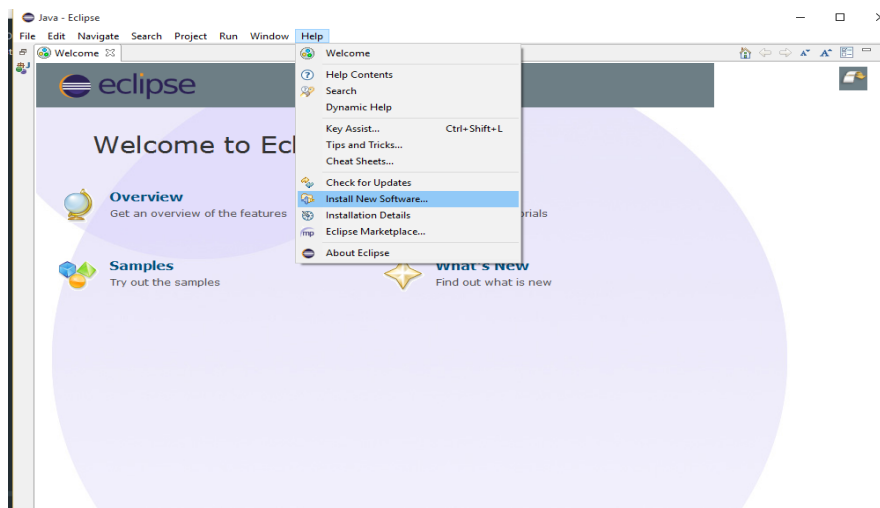 Java - Eclipse
File Edit Navigate Search Project Run Window Help
Welcome
Welcome
Help Contents
Search
Dynamic Help
Key Assist... Ctrl+Shift+L
Tips and Tricks...
Cheat Sheets...
Check for Updates
Install New Software...
Installation Details
Eclipse Marketplace...
About Eclipse
eclipse
Welcome to Ecl
Overview
Get an overview of the features
Samples
Try out the samples
What's New
Find out what is new